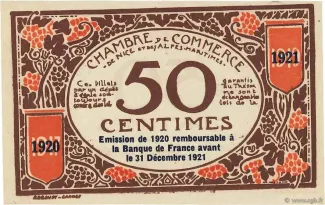 CHAMBRE DE COMMERCE
DE NICE ET DES ALPES-MARITIMES
1921
50
CENTIMES
1920
Emission de 1920 remboursable à
la Banque de France avant
le 31 Décembre 1921